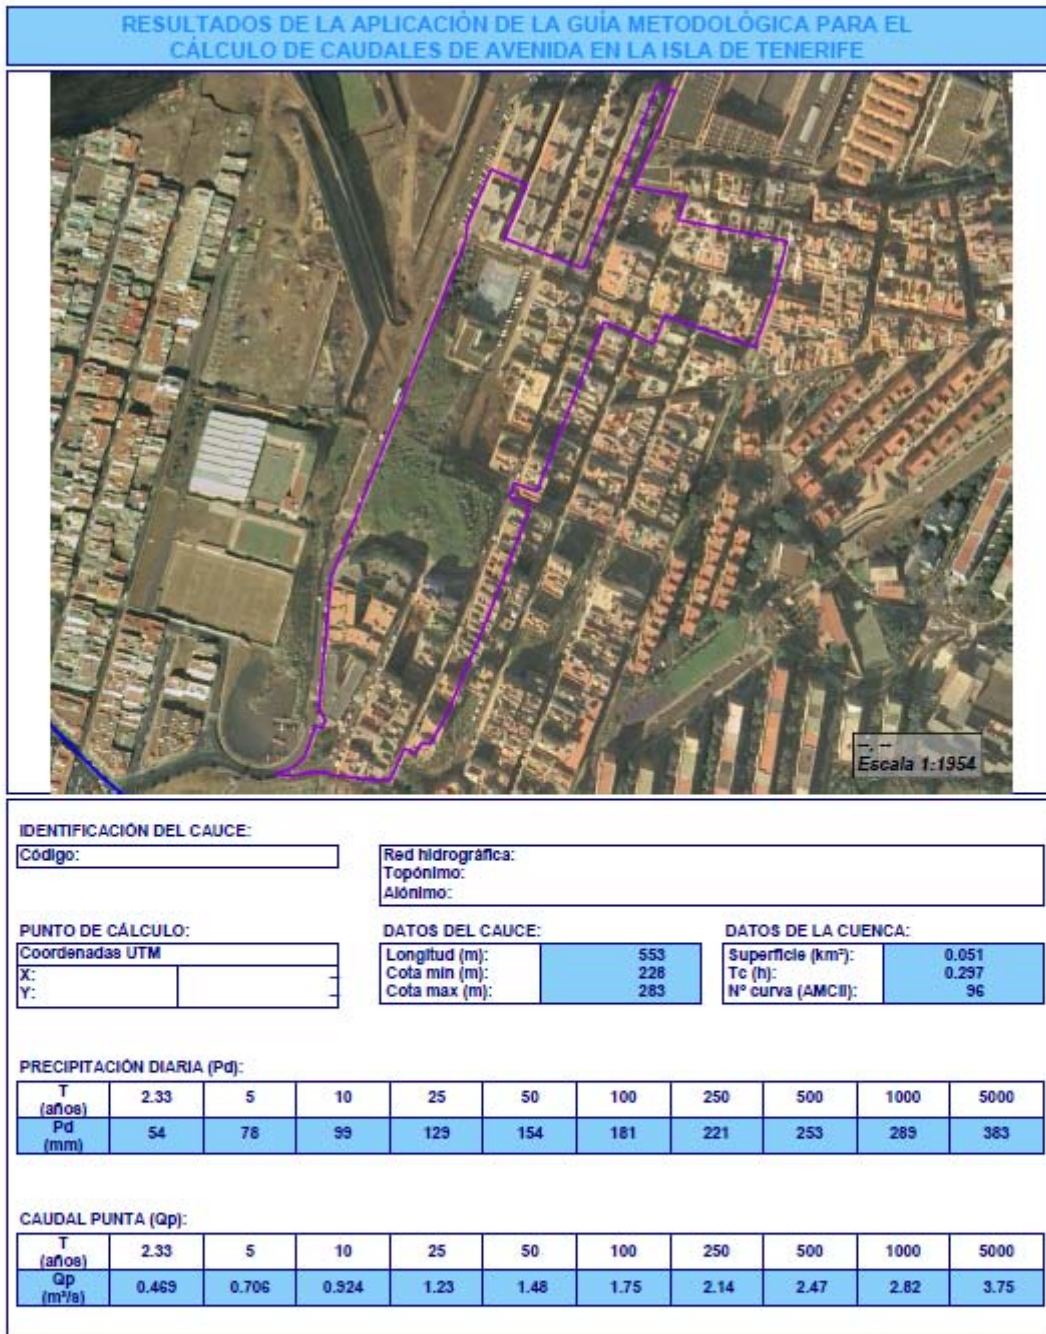 RESULTADOS DE LA APLICACIÓN DE LA GUÍA METODOLÓGICA PARA EL
CÁLCULO DE CAUDALES DE AVENIDA EN LA ISLA DE TENERIFE
--, --
Escala 1:1954
IDENTIFICACIÓN DEL CAUCE:
Código:
Red hidrográfica:
Topónimo:
Alónimo:
PUNTO DE CÁLCULO:
Coordenadas UTM
X: --
Y: --
DATOS DEL CAUCE:
Longitud (m): 553
Cota min (m): 228
Cota max (m): 283
DATOS DE LA CUENCA:
Superficie (km²): 0.051
Tc (h): 0.297
Nº curva (AMCII): 96
PRECIPITACIÓN DIARIA (Pd):
T (años) 2.33 5 10 25 50 100 250 500 1000 5000
Pd (mm) 54 78 99 129 154 181 221 253 289 383
CAUDAL PUNTA (Qp):
T (años) 2.33 5 10 25 50 100 250 500 1000 5000
Qp (m³/s) 0.469 0.706 0.924 1.23 1.48 1.75 2.14 2.47 2.82 3.75